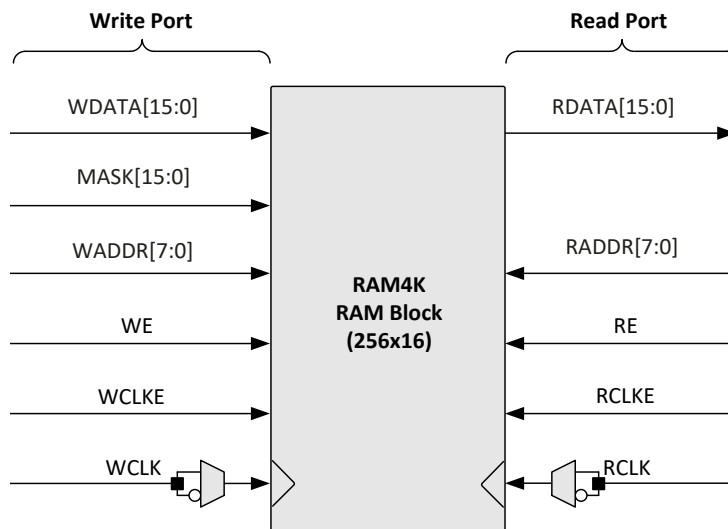 Write Port
Read Port
WDATA[15:0]
RDATA[15:0]
MASK[15:0]
WADDR[7:0]
RADDR[7:0]
RAM4K
RAM Block
(256x16)
WE
RE
WCLKE
RCLKE
WCLK
RCLK